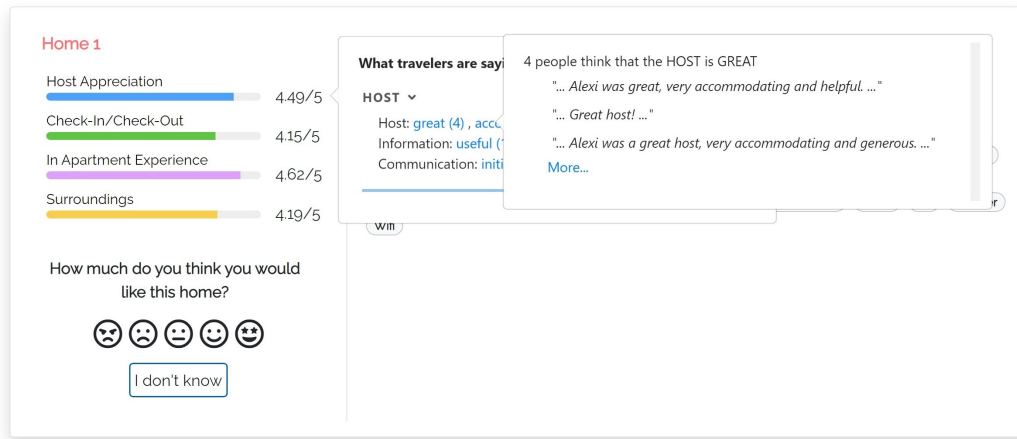 Home 1
Host Appreciation
4.49/5
Check-In/Check-Out
4.15/5
In Apartment Experience
4.62/5
Surroundings
4.19/5
How much do you think you would
like this home?
I don't know
What travelers are sayi
HOST
Host: great (4) , acco
Information: useful (
Communication: initi
Wifi
4 people think that the HOST is GREAT
"... Alexi was great, very accommodating and helpful. ..."
"... Great host! ..."
"... Alexi was a great host, very accommodating and generous. ..."
More...